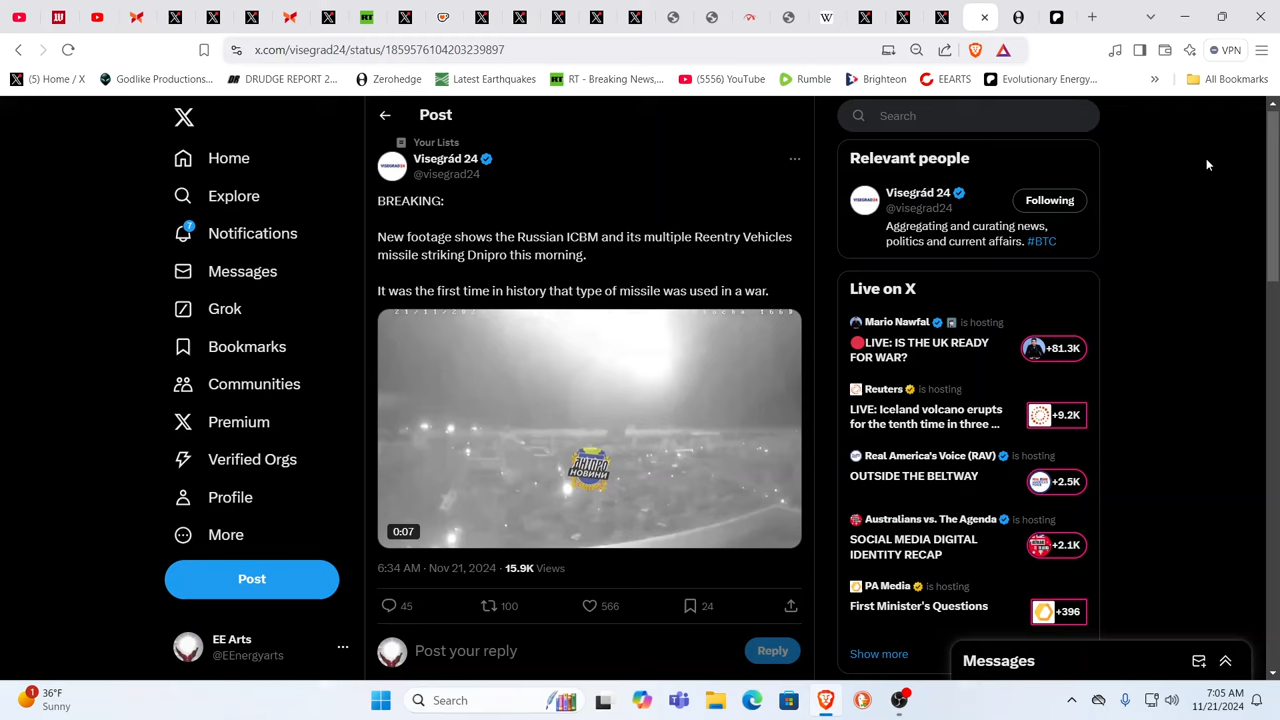 x.com/visegrad24/status/1859576104203239897
VPN
(5) Home / X
Godlike Productions...
DRUDGE REPORT 2...
Zerohedge
Latest Earthquakes
RT - Breaking News,...
(5556) YouTube
Rumble
Brighteon
EEARTS
Evolutionary Energy...
All Bookmarks
Home
Explore
7
Notifications
Messages
Grok
Bookmarks
Communities
Premium
Verified Orgs
Profile
More
Post
EE Arts
@EEnergyarts
Post
Your Lists
Visegrád 24
@visegrad24
BREAKING:
New footage shows the Russian ICBM and its multiple Reentry Vehicles
missile striking Dnipro this morning.
It was the first time in history that type of missile was used in a war.
ДНІПРО
НОВИНИ
0:07
6:34 AM · Nov 21, 2024 · 15.9K Views
45
100
566
24
Post your reply
Reply
Search
Relevant people
Visegrád 24
@visegrad24
Following
Aggregating and curating news,
politics and current affairs. #BTC
Live on X
Mario Nawfal is hosting
LIVE: IS THE UK READY
FOR WAR?
+81.3K
Reuters is hosting
LIVE: Iceland volcano erupts
for the tenth time in three ...
+9.2K
Real America's Voice (RAV) is hosting
OUTSIDE THE BELTWAY
+2.5K
Australians vs. The Agenda is hosting
SOCIAL MEDIA DIGITAL
IDENTITY RECAP
+2.1K
PA Media is hosting
First Minister's Questions
+396
Show more
Messages
1
36°F
Sunny
Search
7:05 AM
11/21/2024